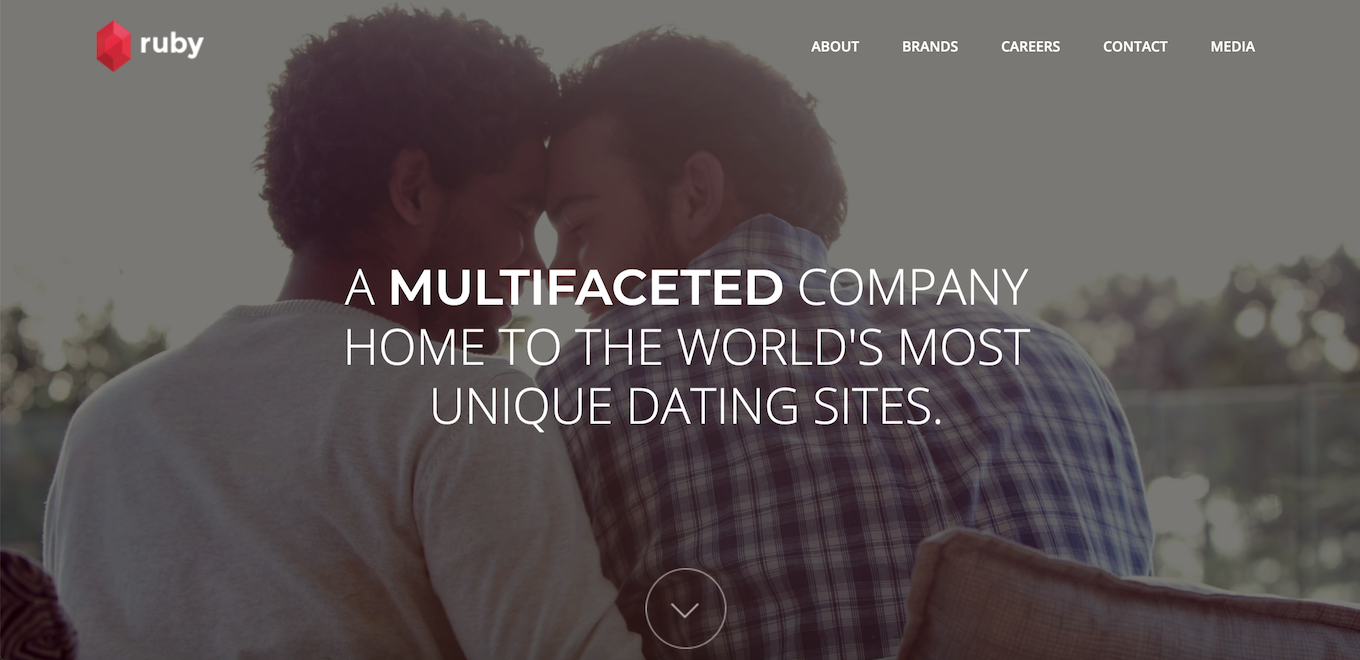 ruby
ABOUT BRANDS CAREERS CONTACT MEDIA
A MULTIFACETED COMPANY
HOME TO THE WORLD'S MOST
UNIQUE DATING SITES.